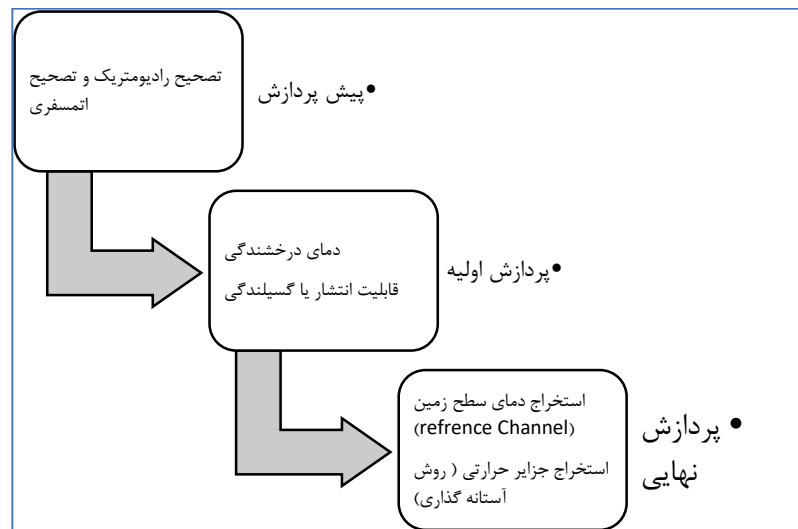 تصحیح رادیومتریک و تصحیح
اتمسفری
•پیش پردازش
دمای درخشندگی
قابلیت انتشار یا گسیلندگی
•پردازش اولیه
استخراج دمای سطح زمین
(refrence Channel)
استخراج جزایر حرارتی ( روش
آستانه گذاری)
• پردازش
نهایی